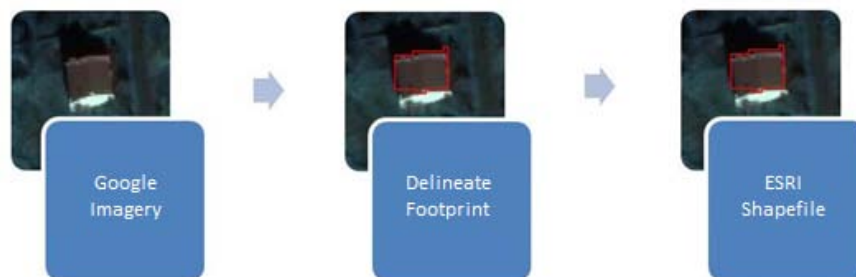 Google
Imagery
Delineate
Footprint
ESRI
Shapefile